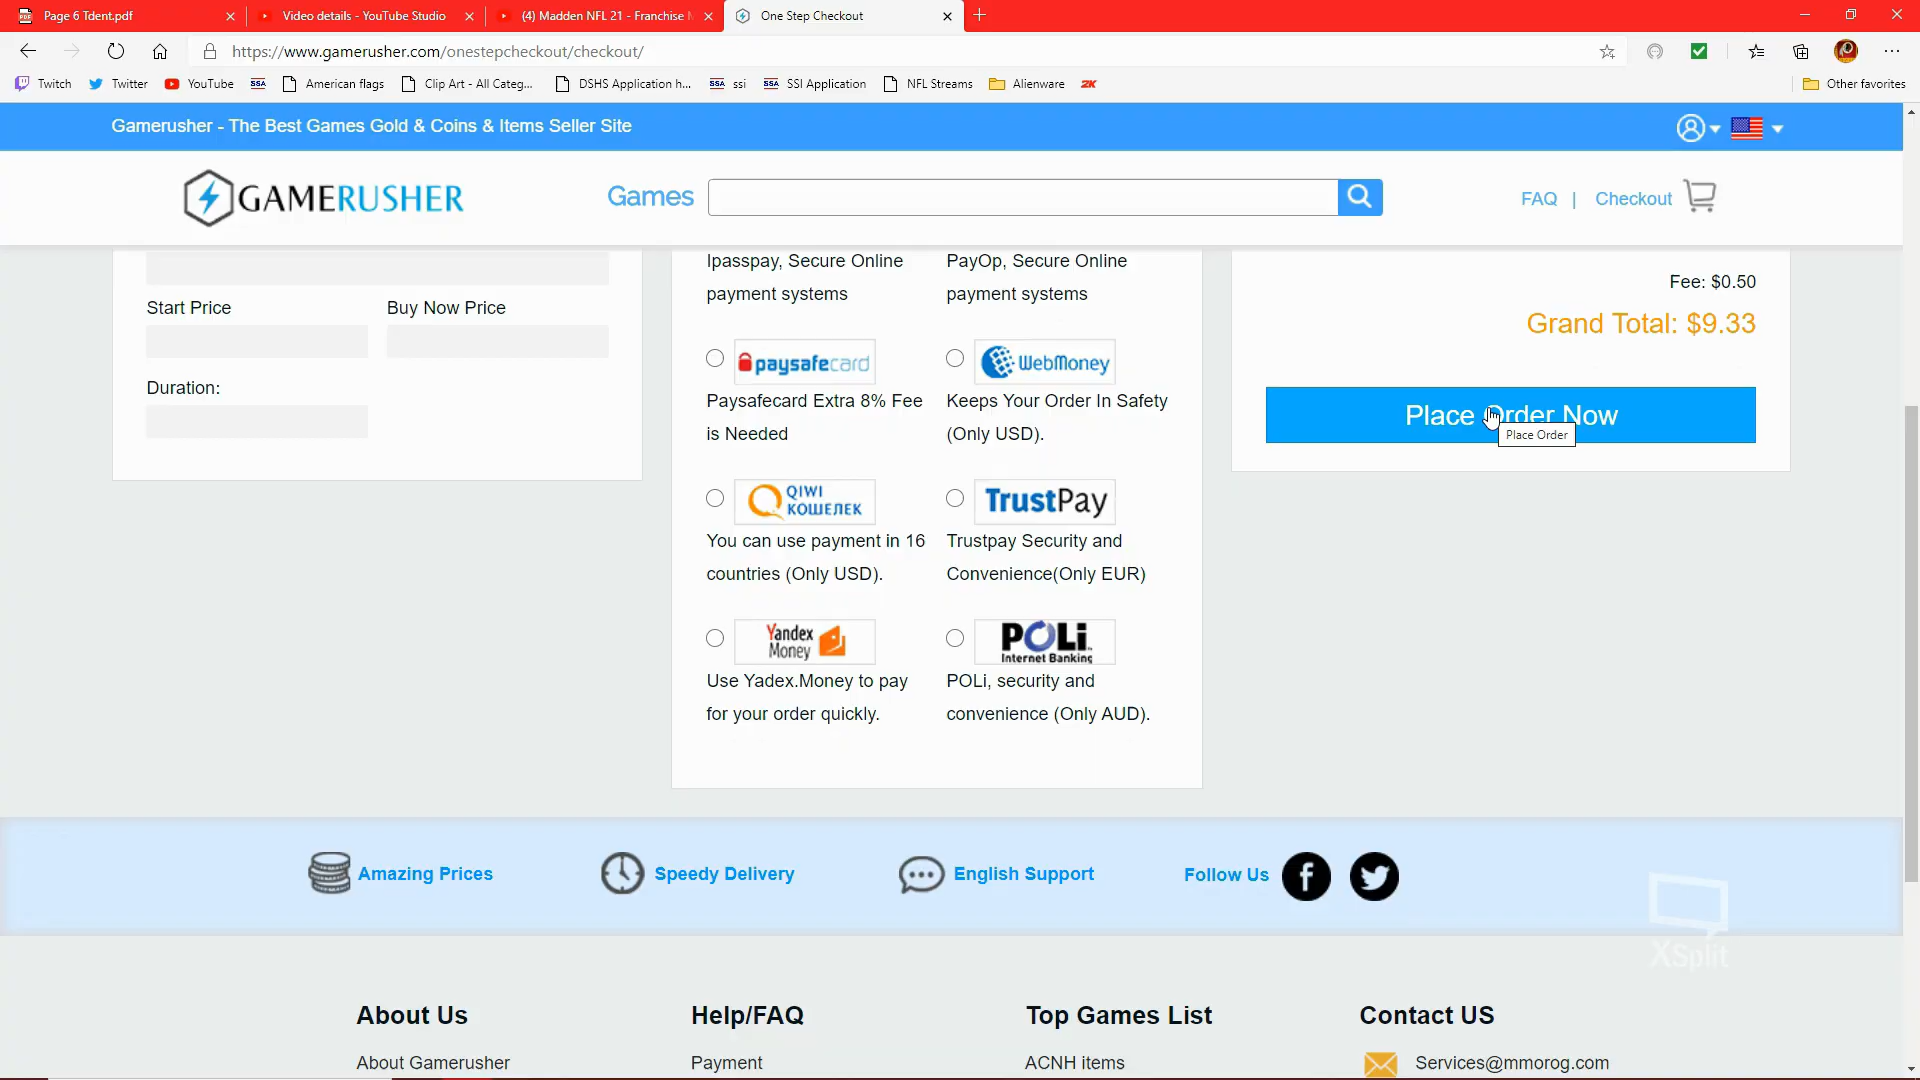 Page 6 Tdent.pdf
Video details - YouTube Studio
(4) Madden NFL 21 - Franchise M
One Step Checkout
https://www.gamerusher.com/onestepcheckout/checkout/
Twitch
Twitter
YouTube
SSA
American flags
Clip Art - All Categ...
DSHS Application h...
SSA ssi
SSA SSI Application
NFL Streams
Alienware
2K
Other favorites
Gamerusher - The Best Games Gold & Coins & Items Seller Site
GAMERUSHER
Games
FAQ | Checkout
Start Price
Buy Now Price
Duration:
Ipasspay, Secure Online
payment systems
PayOp, Secure Online
payment systems
paysafecard
Paysafecard Extra 8% Fee
is Needed
WebMoney
Keeps Your Order In Safety
(Only USD).
QIWI
КОШЕЛЕК
You can use payment in 16
countries (Only USD).
TrustPay
Trustpay Security and
Convenience(Only EUR)
Yandex
Money
Use Yadex.Money to pay
for your order quickly.
POLi
Internet Banking
POLi, security and
convenience (Only AUD).
Fee: $0.50
Grand Total: $9.33
Place Order Now
Place Order
Amazing Prices
Speedy Delivery
English Support
Follow Us
XSplit
About Us
Help/FAQ
Top Games List
Contact US
About Gamerusher
Payment
ACNH items
Services@mmorog.com